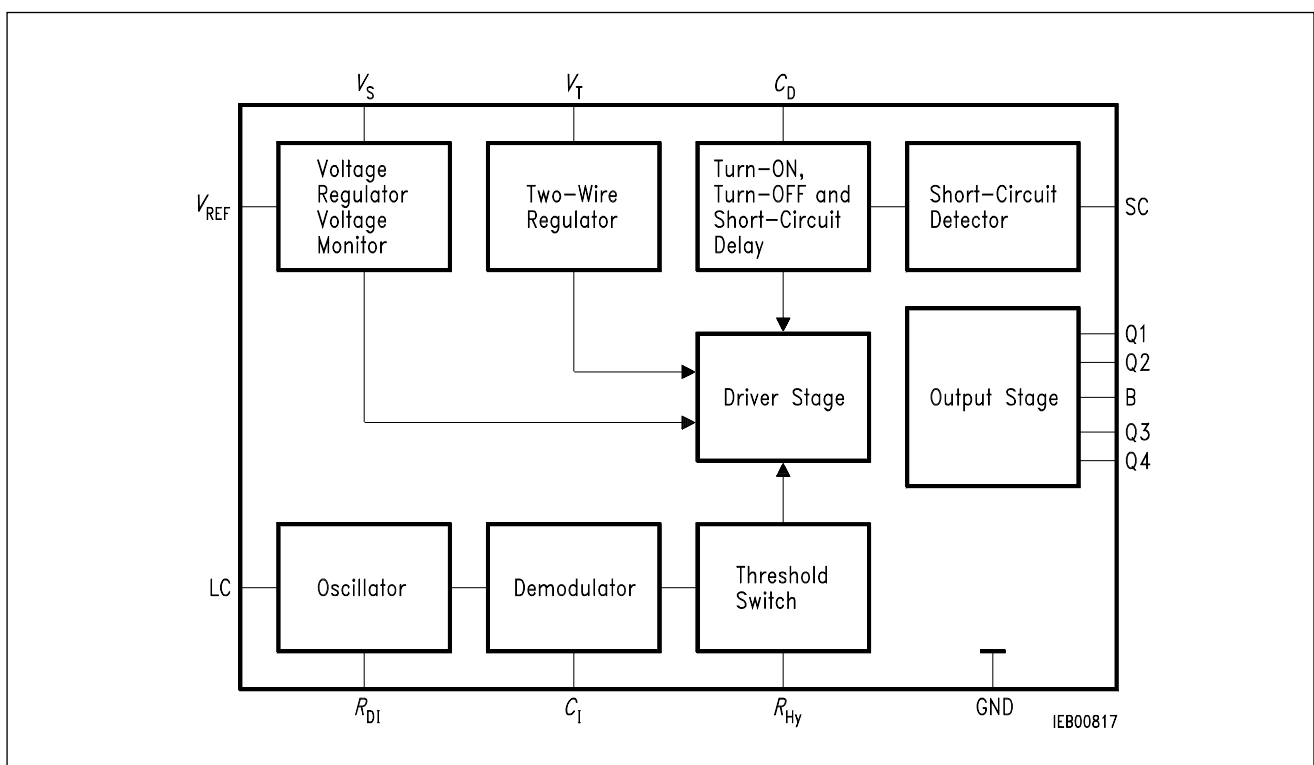 VS
VT
CD
Voltage
Regulator
Voltage
Monitor
Two-Wire
Regulator
Turn-ON,
Turn-OFF and
Short-Circuit
Delay
Short-Circuit
Detector
VREF
SC
Driver Stage
Output Stage
Q1
Q2
B
Q3
Q4
LC
Oscillator
Demodulator
Threshold
Switch
RDI
CI
RHy
GND
IEB00817